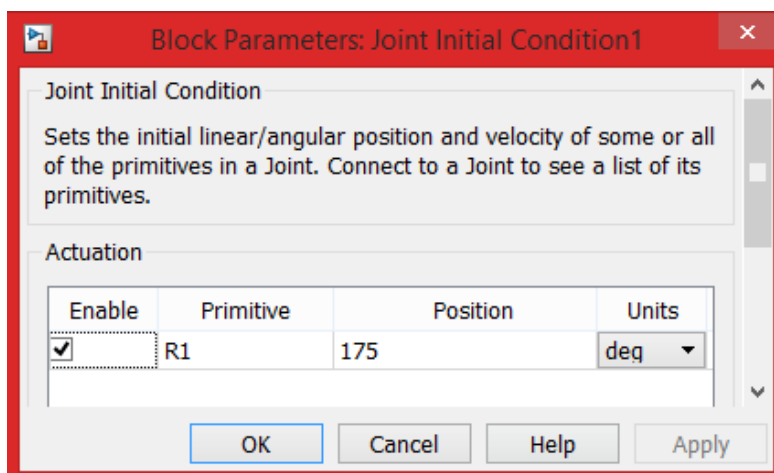 Block Parameters: Joint Initial Condition1
Joint Initial Condition
Sets the initial linear/angular position and velocity of some or all
of the primitives in a Joint. Connect to a Joint to see a list of its
primitives.
Actuation
Enable Primitive Position Units
R1 175 deg
OK Cancel Help Apply